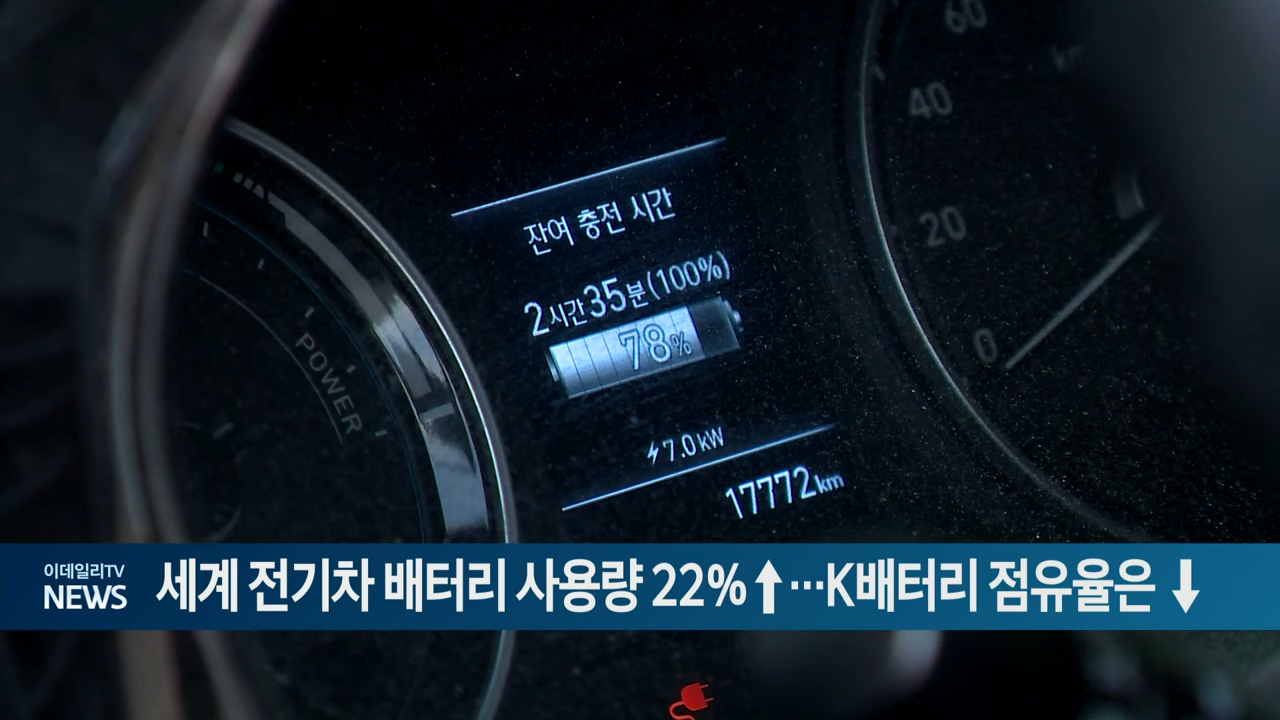 60
km
40
20
0
POWER
잔여 충전 시간
2시간35분(100%)
78%
7.0kW
17772km
이데일리TV
NEWS
세계 전기차 배터리 사용량 22%↑…K배터리 점유율은 ↓